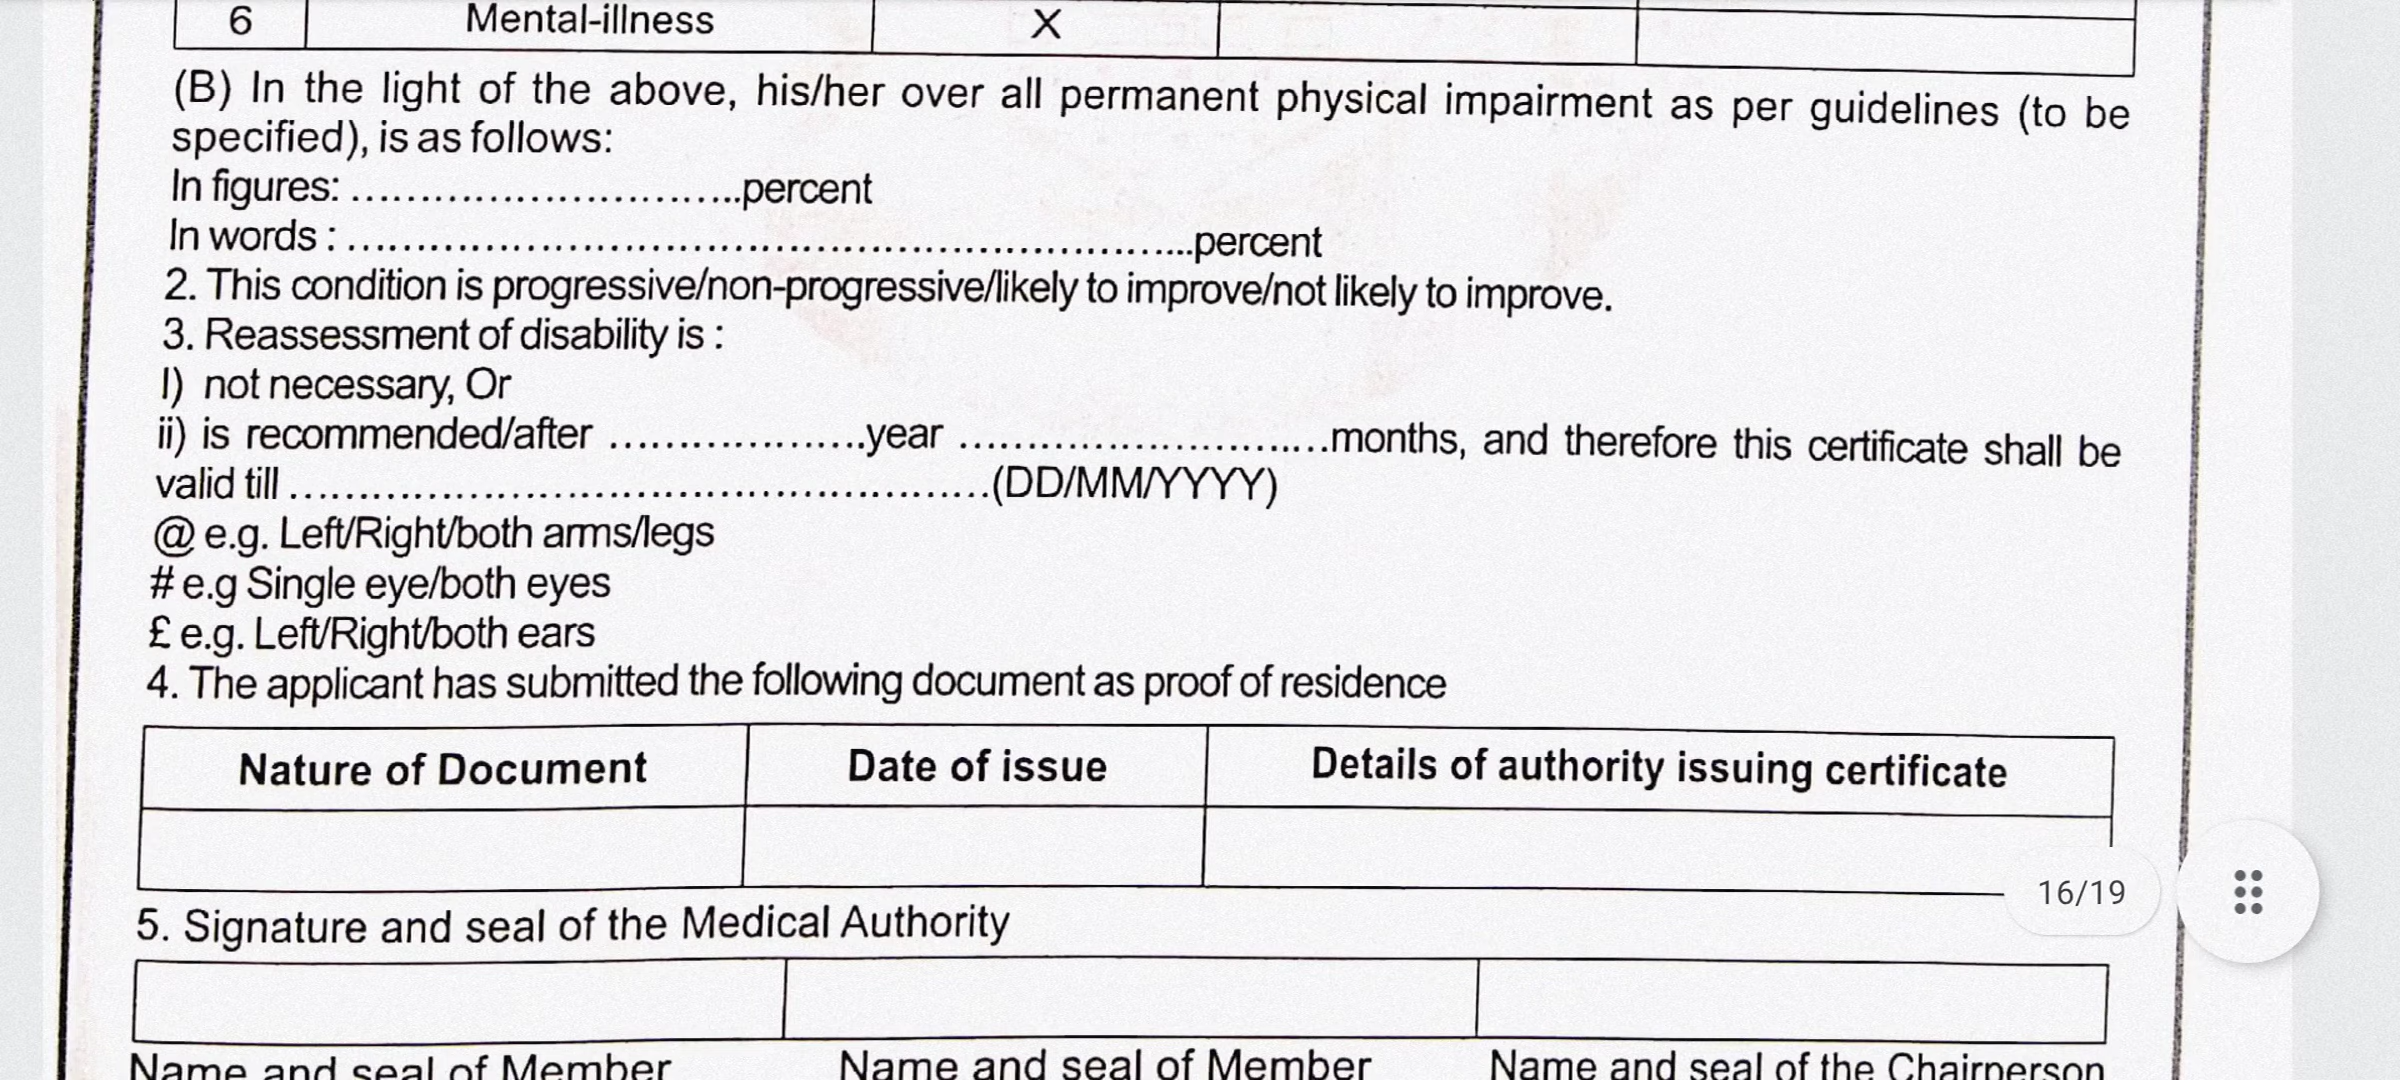 6 Mental-illness X
(B) In the light of the above, his/her over all permanent physical impairment as per guidelines (to be
specified), is as follows:
In figures: ................................percent
In words : ......................................................................percent
2. This condition is progressive/non-progressive/likely to improve/not likely to improve.
3. Reassessment of disability is :
I) not necessary, Or
ii) is recommended/after .....................year ..............................months, and therefore this certificate shall be
valid till ..........................................................(DD/MM/YYYY)
@ e.g. Left/Right/both arms/legs
# e.g Single eye/both eyes
£ e.g. Left/Right/both ears
4. The applicant has submitted the following document as proof of residence
Nature of Document Date of issue Details of authority issuing certificate
16/19
5. Signature and seal of the Medical Authority
Name and seal of Member Name and seal of Member Name and seal of the Chairperson